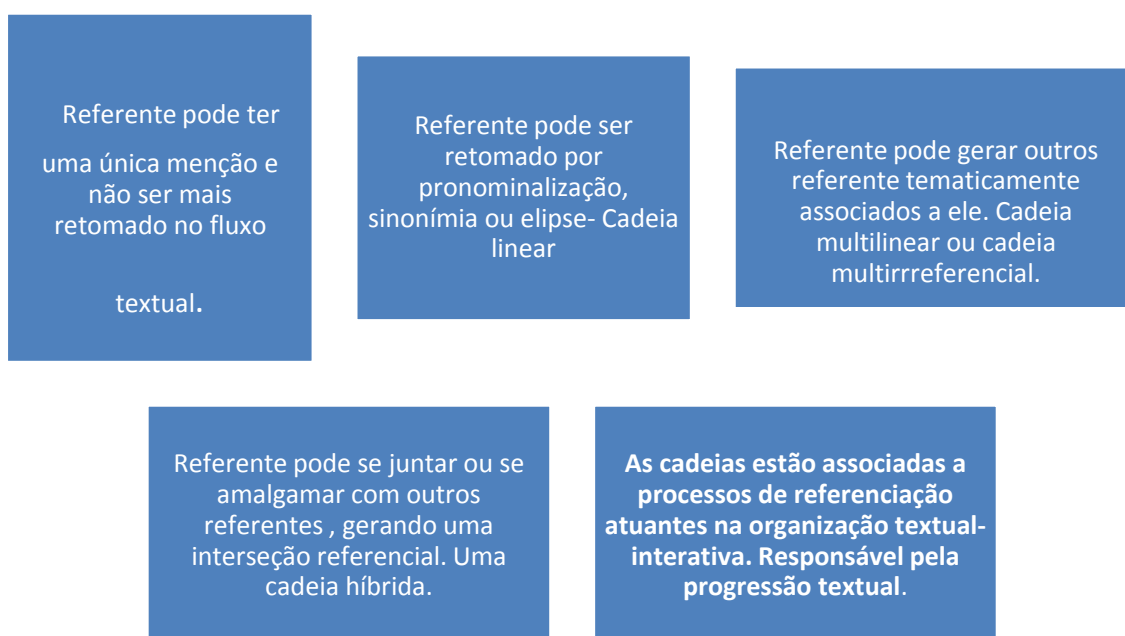 Referente pode ter
uma única menção e
não ser mais
retomado no fluxo
textual.
Referente pode ser
retomado por
pronominalização,
sinonímia ou elipse- Cadeia
linear
Referente pode gerar outros
referente tematicamente
associados a ele. Cadeia
multilinear ou cadeia
multirrreferencial.
Referente pode se juntar ou se
amalgamar com outros
referentes , gerando uma
interseção referencial. Uma
cadeia híbrida.
As cadeias estão associadas a
processos de referenciação
atuantes na organização textual-
interativa. Responsável pela
progressão textual.